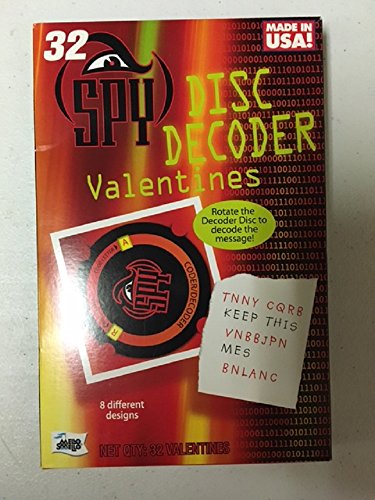 32
MADE IN
USA!
SPY
DISC
DECODER
Valentines
Rotate the
Decoder Disc to
decode the
message!
A
CODER/DECODER
SPY
TNNY CQRB
KEEP THIS
VNBBJPN
MES
BNLANC
8 different
designs
NET QTY: 32 VALENTINES